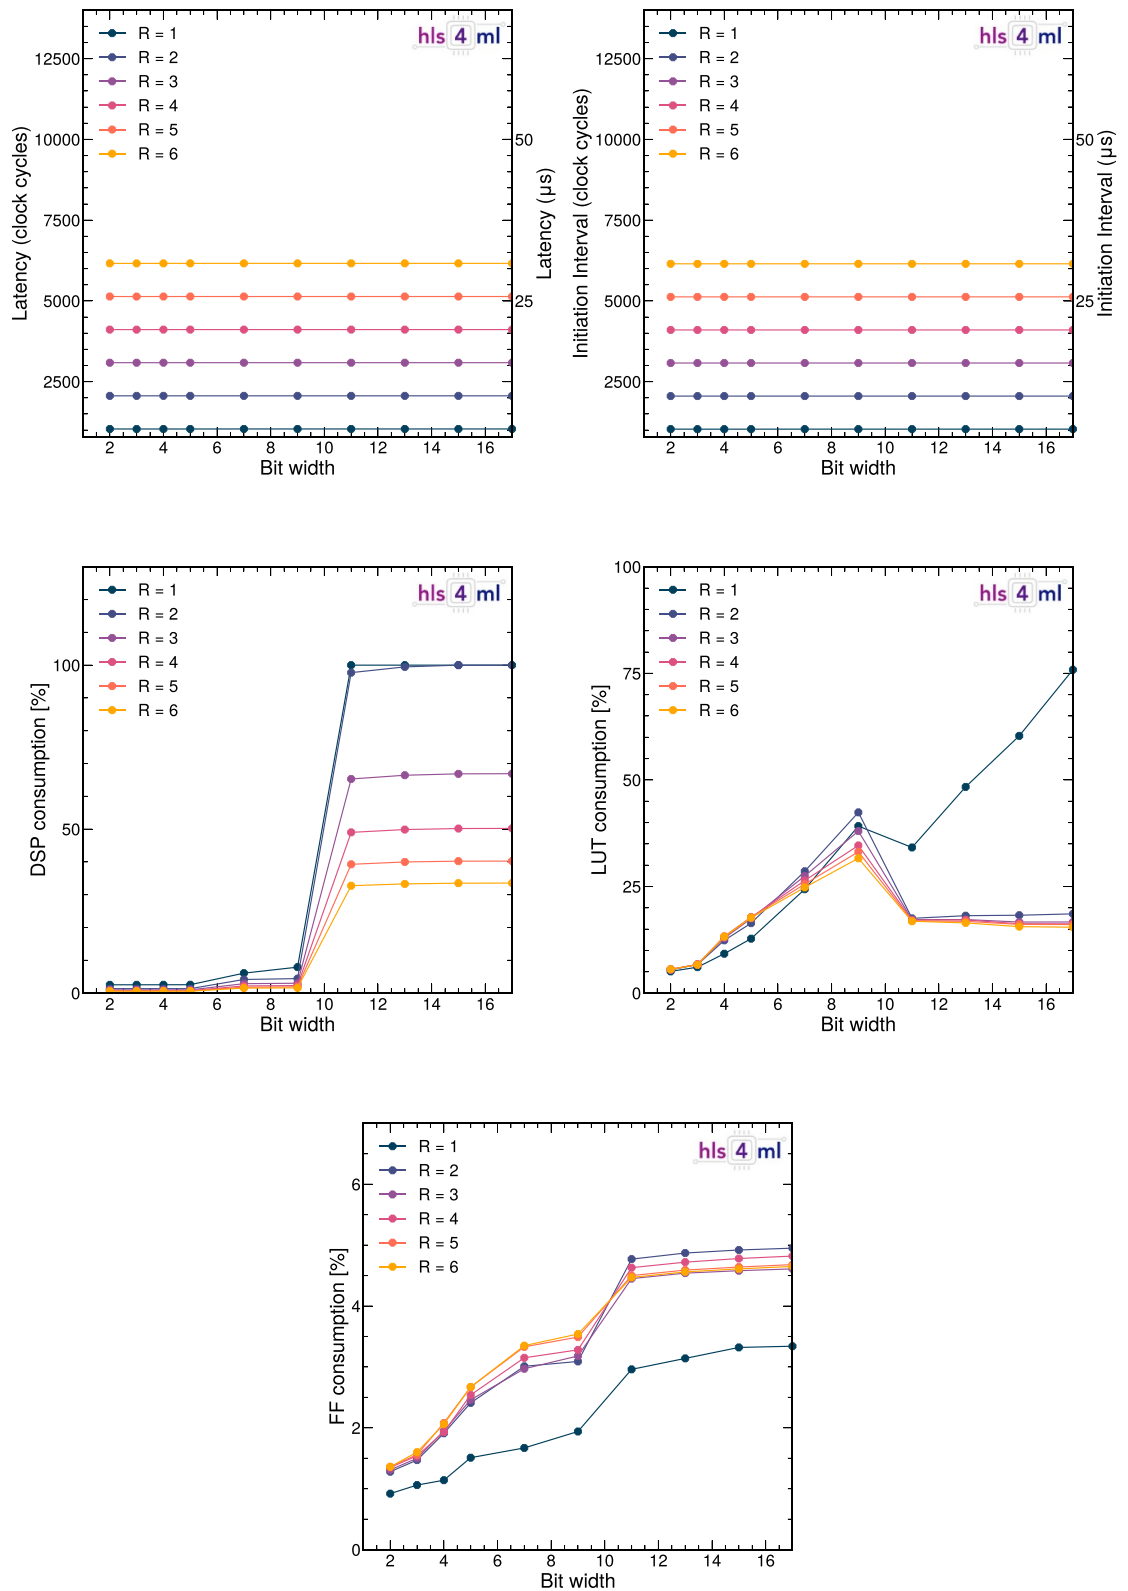 R = 1
R = 2
R = 3
R = 4
R = 5
R = 6
hls 4 ml
12500
10000
7500
5000
2500
50
25
2 4 6 8 10 12 14 16
Latency (clock cycles)
Latency (µs)
Bit width
R = 1
R = 2
R = 3
R = 4
R = 5
R = 6
hls 4 ml
12500
10000
7500
5000
2500
50
25
2 4 6 8 10 12 14 16
Initiation Interval (clock cycles)
Initiation Interval (µs)
Bit width
R = 1
R = 2
R = 3
R = 4
R = 5
R = 6
hls 4 ml
100
50
0
2 4 6 8 10 12 14 16
DSP consumption [%]
Bit width
R = 1
R = 2
R = 3
R = 4
R = 5
R = 6
hls 4 ml
100
75
50
25
0
2 4 6 8 10 12 14 16
LUT consumption [%]
Bit width
R = 1
R = 2
R = 3
R = 4
R = 5
R = 6
hls 4 ml
6
4
2
0
2 4 6 8 10 12 14 16
FF consumption [%]
Bit width